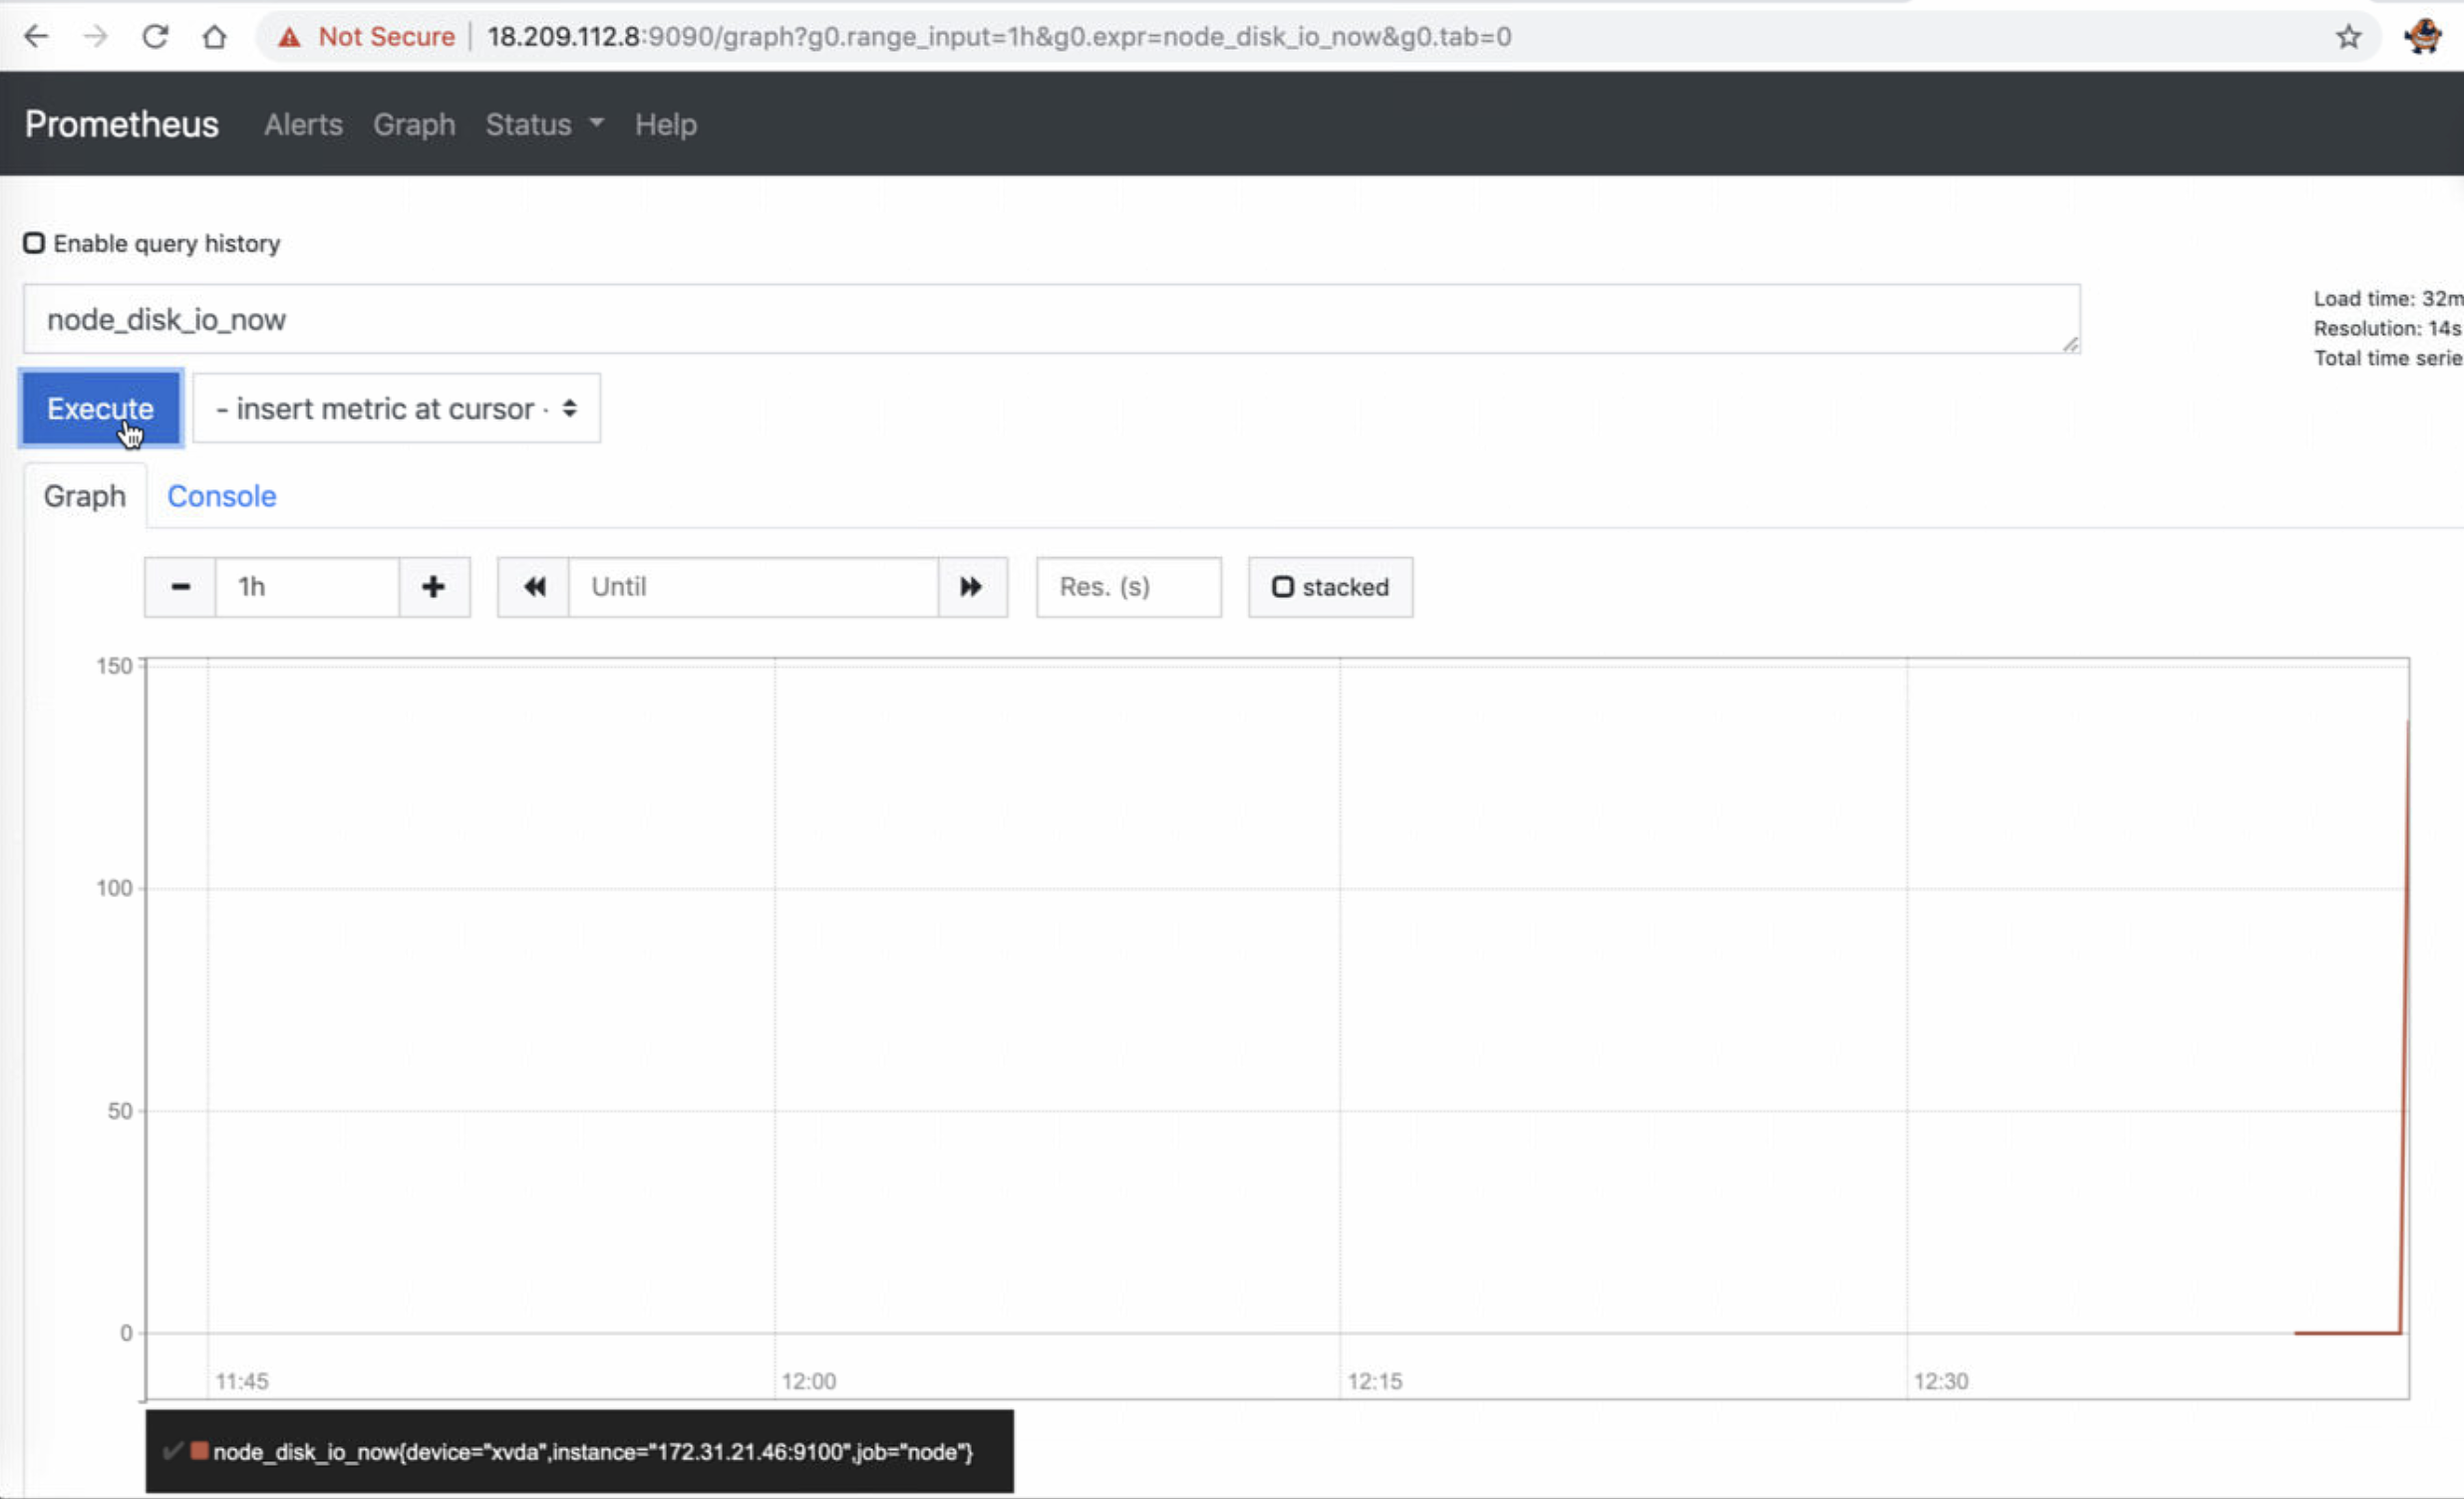 Not Secure | 18.209.112.8:9090/graph?g0.range_input=1h&g0.expr=node_disk_io_now&g0.tab=0
Prometheus Alerts Graph Status Help
Enable query history
node_disk_io_now
Load time: 32m
Resolution: 14s
Total time serie
Execute - insert metric at cursor -
Graph Console
1h Until Res. (s) stacked
150
100
50
0
11:45 12:00 12:15 12:30
node_disk_io_now{device="xvda",instance="172.31.21.46:9100",job="node"}